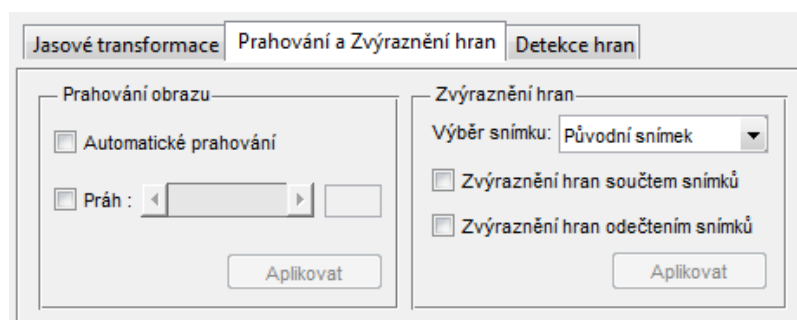 Jasové transformace Prahování a Zvýraznění hran Detekce hran
Prahování obrazu
Automatické prahování
Práh :
Aplikovat
Zvýraznění hran
Výběr snímku: Původní snímek
Zvýraznění hran součtem snímků
Zvýraznění hran odečtením snímků
Aplikovat